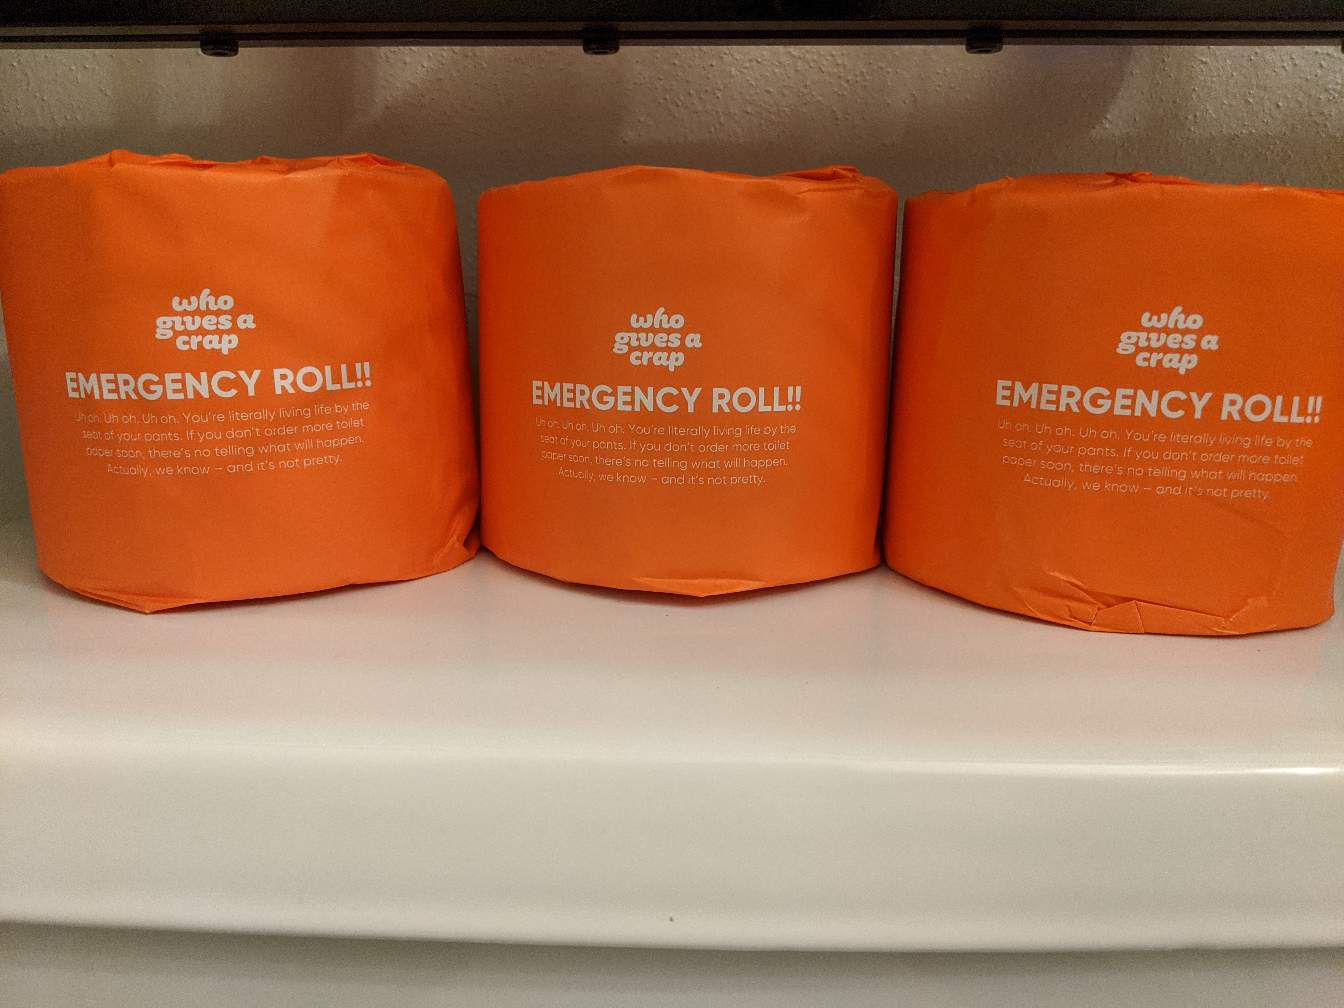 who
gives a
crap
EMERGENCY ROLL!!
Uh oh. Uh oh. Uh oh. You're literally living life by the
seat of your pants. If you don't order more toilet
paper soon, there's no telling what will happen.
Actually, we know – and it's not pretty.
who
gives a
crap
EMERGENCY ROLL!!
Uh oh. Uh oh. Uh oh. You're literally living life by the
seat of your pants. If you don't order more toilet
paper soon, there's no telling what will happen.
Actually, we know – and it's not pretty.
who
gives a
crap
EMERGENCY ROLL!!
Uh oh. Uh oh. Uh oh. You're literally living life by the
seat of your pants. If you don't order more toilet
paper soon, there's no telling what will happen.
Actually, we know – and it's not pretty.